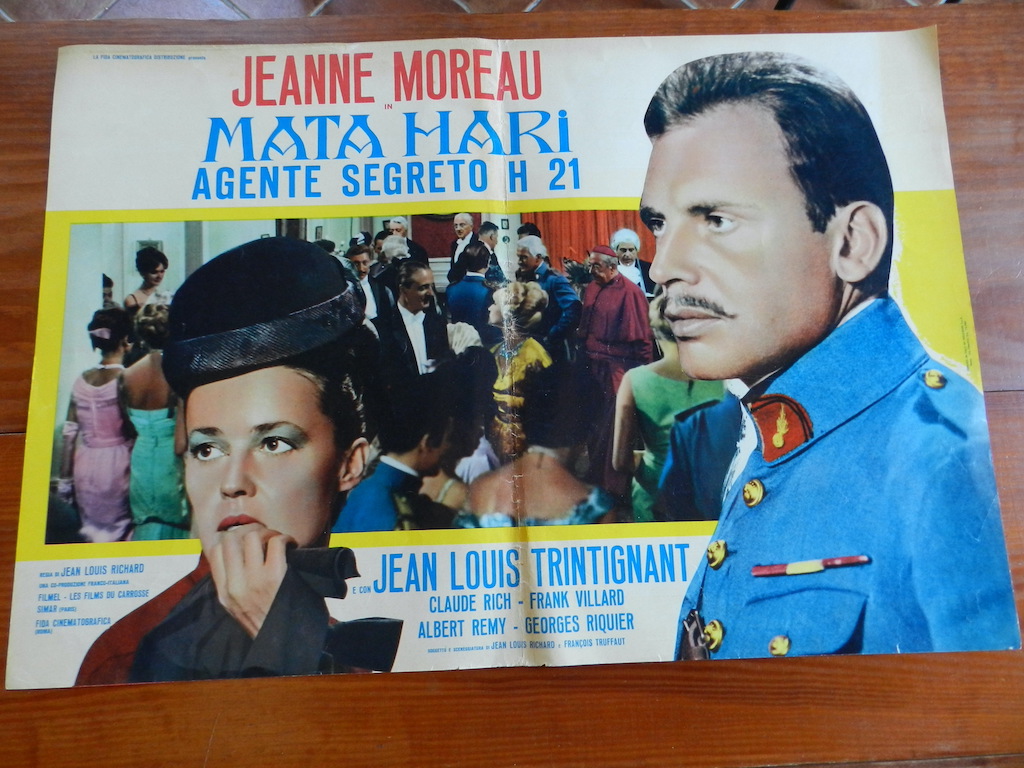 LA FIDA CINEMATOGRAFICA DISTRIBUZIONE presenta
JEANNE MOREAU
IN
MATA HARI
AGENTE SEGRETO H 21
REGIA DI JEAN LOUIS RICHARD
UNA CO-PRODUZIONE FRANCO-ITALIANA
FILMEL - LES FILMS DU CARROSSE
SIMAR (PARIS)
FIDA CINEMATOGRAFICA
(ROMA)
E CON JEAN LOUIS TRINTIGNANT
CLAUDE RICH - FRANK VILLARD
ALBERT REMY - GEORGES RIQUIER
SOGGETTO E SCENEGGIATURA DI JEAN LOUIS RICHARD E FRANÇOIS TRUFFAUT